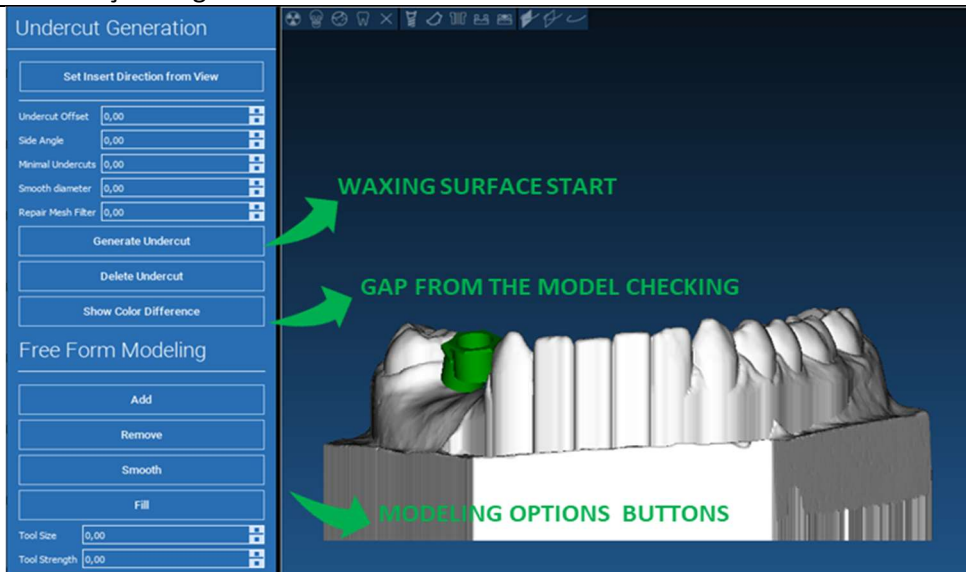 Undercut Generation
Set Insert Direction from View
Undercut Offset 0,00
Side Angle 0,00
Minimal Undercuts 0,00
Smooth diameter 0,00
Repair Mesh Filter 0,00
Generate Undercut
Delete Undercut
Show Color Difference
Free Form Modeling
Add
Remove
Smooth
Fill
Tool Size 0,00
Tool Strength 0,00
WAXING SURFACE START
GAP FROM THE MODEL CHECKING
MODELING OPTIONS BUTTONS